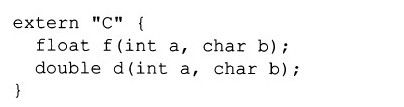 extern "C" {
  float f(int a, char b);
  double d(int a, char b);
}